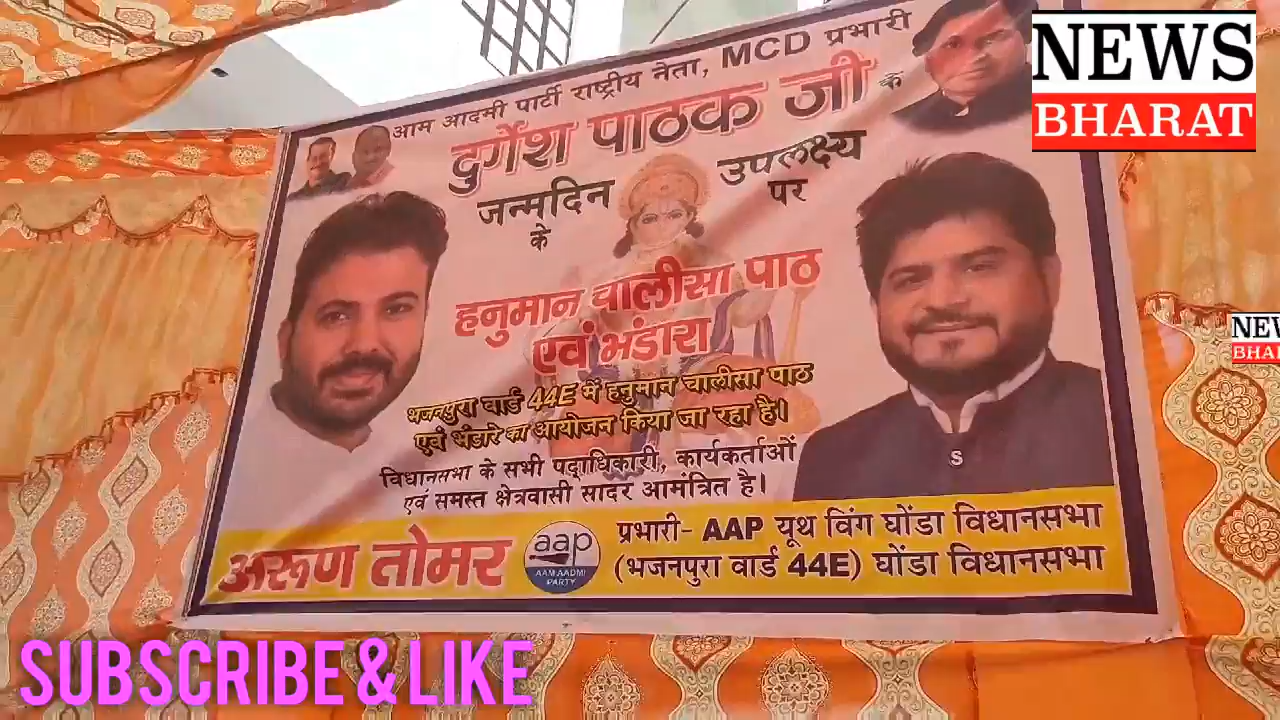 आम आदमी पार्टी राष्ट्रीय नेता, MCD प्रभारी
दुर्गेश पाठक जी के
जन्मदिन के उपलक्ष्य पर
हनुमान चालीसा पाठ
एवं भंडारा
भजनपुरा वार्ड 44E में हनुमान चालीसा पाठ
एवं भंडारे का आयोजन किया जा रहा है।
विधानसभा के सभी पदाधिकारी, कार्यकर्ताओं
एवं समस्त क्षेत्रवासी सादर आमंत्रित है।
अरूण तोमर
aap
AAM AADMI
PARTY
प्रभारी- AAP यूथ विंग घोंडा विधानसभा
(भजनपुरा वार्ड 44E) घोंडा विधानसभा
S
NEWS
BHARAT
NEW
BHA
SUBSCRIBE & LIKE